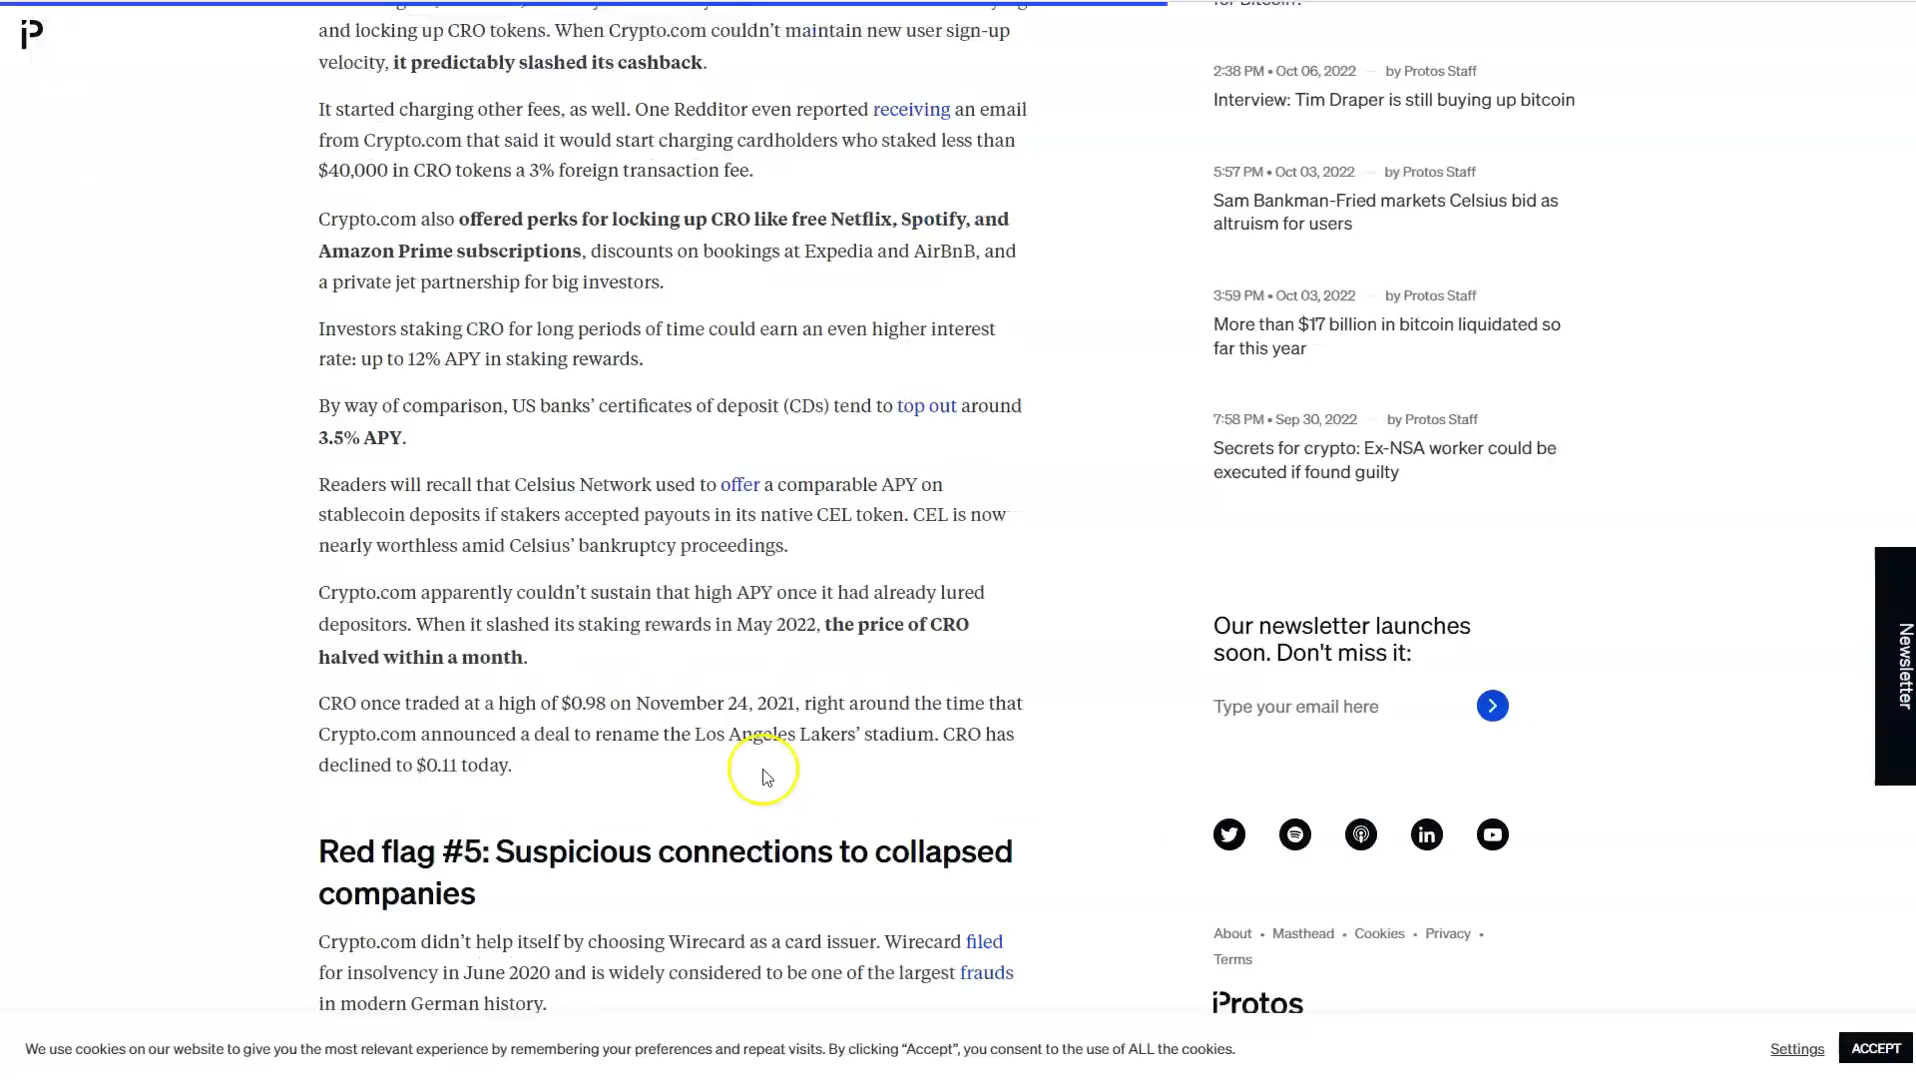 and locking up CRO tokens. When Crypto.com couldn’t maintain new user sign-up
velocity, it predictably slashed its cashback.
It started charging other fees, as well. One Redditor even reported receiving an email
from Crypto.com that said it would start charging cardholders who staked less than
$40,000 in CRO tokens a 3% foreign transaction fee.
Crypto.com also offered perks for locking up CRO like free Netflix, Spotify, and
Amazon Prime subscriptions, discounts on bookings at Expedia and AirBnB, and
a private jet partnership for big investors.
Investors staking CRO for long periods of time could earn an even higher interest
rate: up to 12% APY in staking rewards.
By way of comparison, US banks’ certificates of deposit (CDs) tend to top out around
3.5% APY.
Readers will recall that Celsius Network used to offer a comparable APY on
stablecoin deposits if stakers accepted payouts in its native CEL token. CEL is now
nearly worthless amid Celsius’ bankruptcy proceedings.
Crypto.com apparently couldn’t sustain that high APY once it had already lured
depositors. When it slashed its staking rewards in May 2022, the price of CRO
halved within a month.
CRO once traded at a high of $0.98 on November 24, 2021, right around the time that
Crypto.com announced a deal to rename the Los Angeles Lakers’ stadium. CRO has
declined to $0.11 today.
Red flag #5: Suspicious connections to collapsed
companies
Crypto.com didn’t help itself by choosing Wirecard as a card issuer. Wirecard filed
for insolvency in June 2020 and is widely considered to be one of the largest frauds
in modern German history.
for Bitcoin?
2:38 PM • Oct 06, 2022 — by Protos Staff
Interview: Tim Draper is still buying up bitcoin
5:57 PM • Oct 03, 2022 — by Protos Staff
Sam Bankman-Fried markets Celsius bid as
altruism for users
3:59 PM • Oct 03, 2022 — by Protos Staff
More than $17 billion in bitcoin liquidated so
far this year
7:58 PM • Sep 30, 2022 — by Protos Staff
Secrets for crypto: Ex-NSA worker could be
executed if found guilty
Our newsletter launches
soon. Don't miss it:
Type your email here
Newsletter
About • Masthead • Cookies • Privacy •
Terms
Protos
We use cookies on our website to give you the most relevant experience by remembering your preferences and repeat visits. By clicking “Accept”, you consent to the use of ALL the cookies.
Settings
ACCEPT